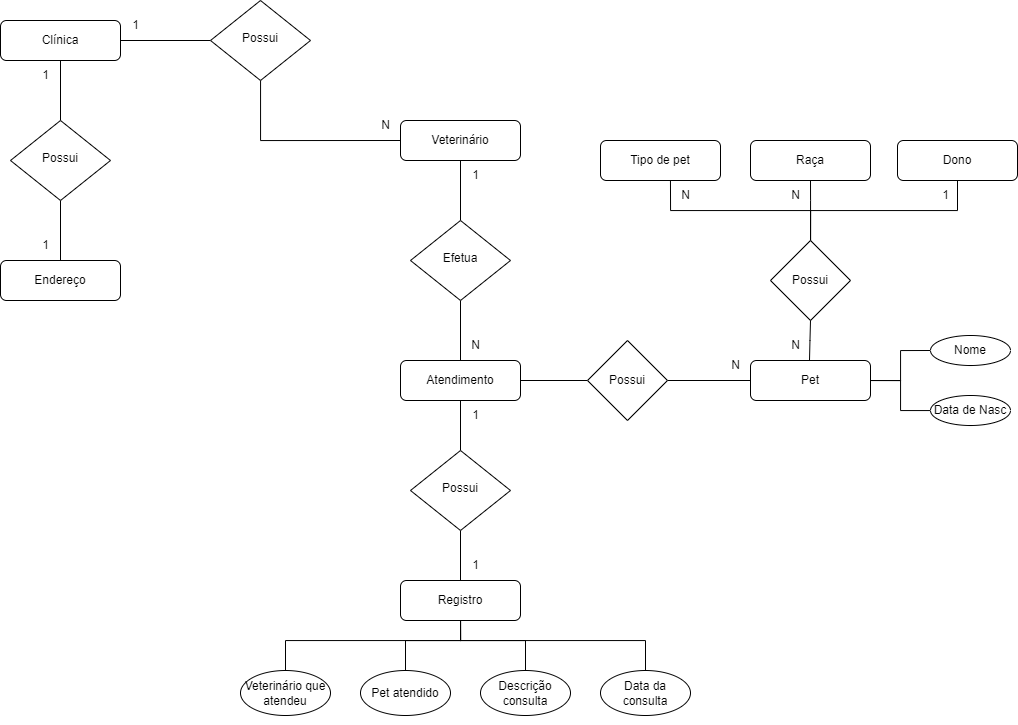 1
Clínica
Possui
1
N
Veterinário
Possui
Tipo de pet
Raça
Dono
1
N
N
1
1
Efetua
Endereço
Possui
N
N
Nome
N
Atendimento
Possui
Pet
Data de Nasc
1
Possui
1
Registro
Veterinário que
atendeu
Pet atendido
Descrição
consulta
Data da
consulta